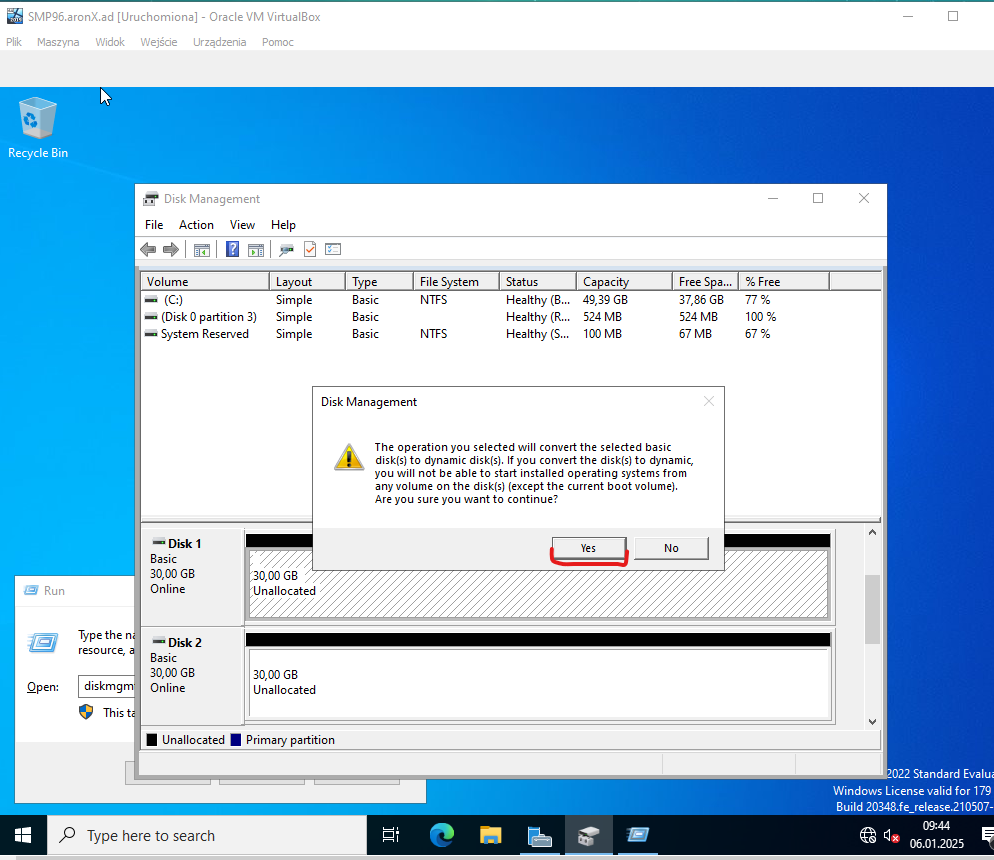 SMP96.aronX.ad [Uruchomiona] - Oracle VM VirtualBox
Plik Maszyna Widok Wejście Urządzenia Pomoc
Recycle Bin
Disk Management
File Action View Help
Volume Layout Type File System Status Capacity Free Spa... % Free
(C:) Simple Basic NTFS Healthy (B... 49,39 GB 37,86 GB 77 %
(Disk 0 partition 3) Simple Basic Healthy (R... 524 MB 524 MB 100 %
System Reserved Simple Basic NTFS Healthy (S... 100 MB 67 MB 67 %
Disk Management
The operation you selected will convert the selected basic
disk(s) to dynamic disk(s). If you convert the disk(s) to dynamic,
you will not be able to start installed operating systems from
any volume on the disk(s) (except the current boot volume).
Are you sure you want to continue?
Yes No
Disk 1
Basic
30,00 GB
Online
30,00 GB
Unallocated
Disk 2
Basic
30,00 GB
Online
30,00 GB
Unallocated
Unallocated Primary partition
Run
Type the na
resource, a
Open: diskmgm
This ta
2022 Standard Evalua
Windows License valid for 179
Build 20348.fe_release.210507-
Type here to search
09:44
06.01.2025